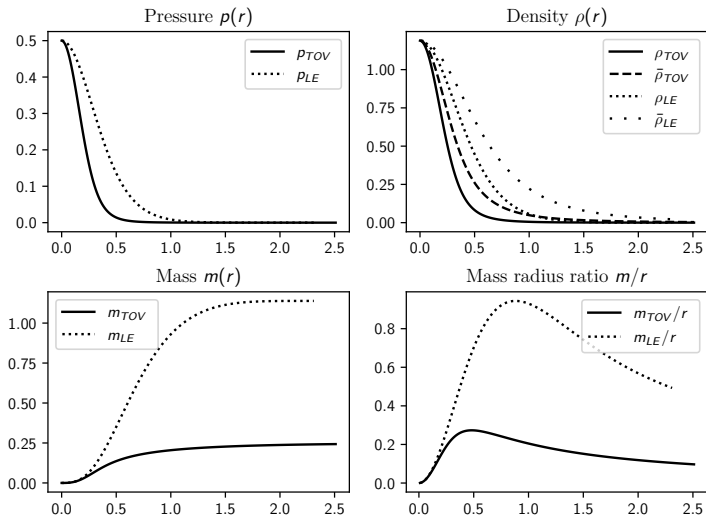 Pressure p(r)
0.5
0.4
0.3
0.2
0.1
0.0
0.0 0.5 1.0 1.5 2.0 2.5
p_TOV
p_LE
Density ρ(r)
1.00
0.75
0.50
0.25
0.00
0.0 0.5 1.0 1.5 2.0 2.5
ρ_TOV
ρ̄_TOV
ρ_LE
ρ̄_LE
Mass m(r)
1.00
0.75
0.50
0.25
0.00
0.0 0.5 1.0 1.5 2.0 2.5
m_TOV
m_LE
Mass radius ratio m/r
0.8
0.6
0.4
0.2
0.0
0.0 0.5 1.0 1.5 2.0 2.5
m_TOV/r
m_LE/r